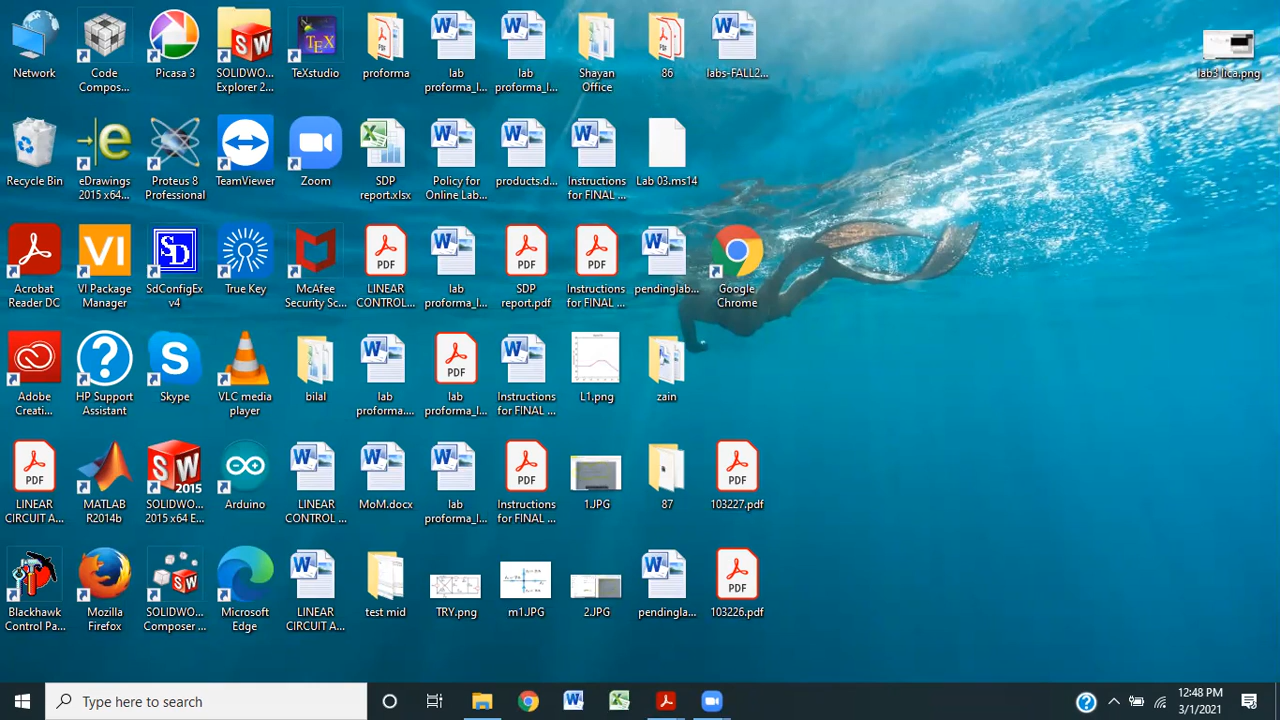 Network
Code
Compos...
Picasa 3
SOLIDWO...
Explorer 2...
TeXstudio
proforma
lab
proforma_l...
lab
proforma_l...
Shayan
Office
86
labs-FALL2...
lab3 lica.png
Recycle Bin
eDrawings
2015 x64...
Proteus 8
Professional
TeamViewer
Zoom
SDP
report.xlsx
Policy for
Online Lab...
products.d...
Instructions
for FINAL ...
Lab 03.ms14
Acrobat
Reader DC
VI Package
Manager
SdConfigEx
v4
True Key
McAfee
Security Sc...
LINEAR
CONTROL...
lab
proforma_l...
SDP
report.pdf
Instructions
for FINAL ...
pendinglab...
Google
Chrome
Adobe
Creati...
HP Support
Assistant
Skype
VLC media
player
bilal
lab
proforma....
lab
proforma_l...
Instructions
for FINAL ...
L1.png
zain
LINEAR
CIRCUIT A...
MATLAB
R2014b
SOLIDWO...
2015 x64 E...
Arduino
LINEAR
CONTROL ...
MoM.docx
lab
proforma_l...
Instructions
for FINAL ...
1.JPG
87
103227.pdf
Blackhawk
Control Pa...
Mozilla
Firefox
SOLIDWO...
Composer ...
Microsoft
Edge
LINEAR
CIRCUIT A...
test mid
TRY.png
m1.JPG
2.JPG
pendingla...
103226.pdf
Type here to search
12:48 PM
3/1/2021